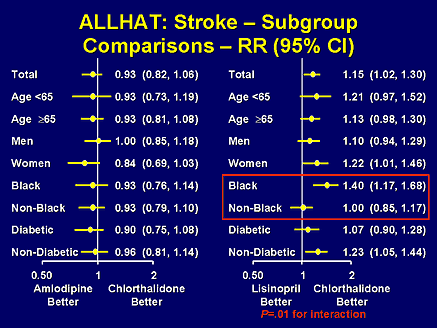 ALLHAT: Stroke – Subgroup
Comparisons – RR (95% CI)
Total 0.93 (0.82, 1.06)
Age <65 0.93 (0.73, 1.19)
Age ≥65 0.93 (0.81, 1.08)
Men 1.00 (0.85, 1.18)
Women 0.84 (0.69, 1.03)
Black 0.93 (0.76, 1.14)
Non-Black 0.93 (0.79, 1.10)
Diabetic 0.90 (0.75, 1.08)
Non-Diabetic 0.96 (0.81, 1.14)
0.50 1 2
Amlodipine Chlorthalidone
Better Better
Total 1.15 (1.02, 1.30)
Age <65 1.21 (0.97, 1.52)
Age ≥65 1.13 (0.98, 1.30)
Men 1.10 (0.94, 1.29)
Women 1.22 (1.01, 1.46)
Black 1.40 (1.17, 1.68)
Non-Black 1.00 (0.85, 1.17)
Diabetic 1.07 (0.90, 1.28)
Non-Diabetic 1.23 (1.05, 1.44)
0.50 1 2
Lisinopril Chlorthalidone
Better Better
P=.01 for interaction